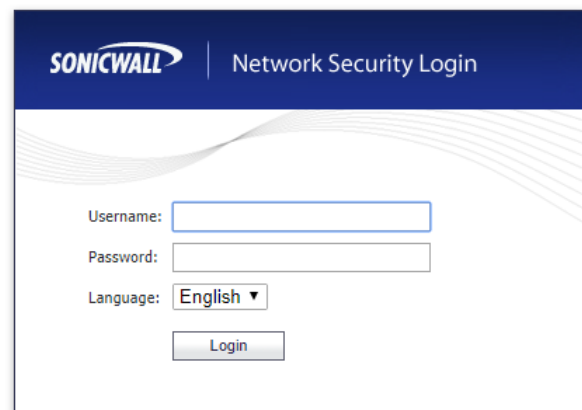 SONICWALL | Network Security Login
Username:
Password:
Language: English ▼
Login